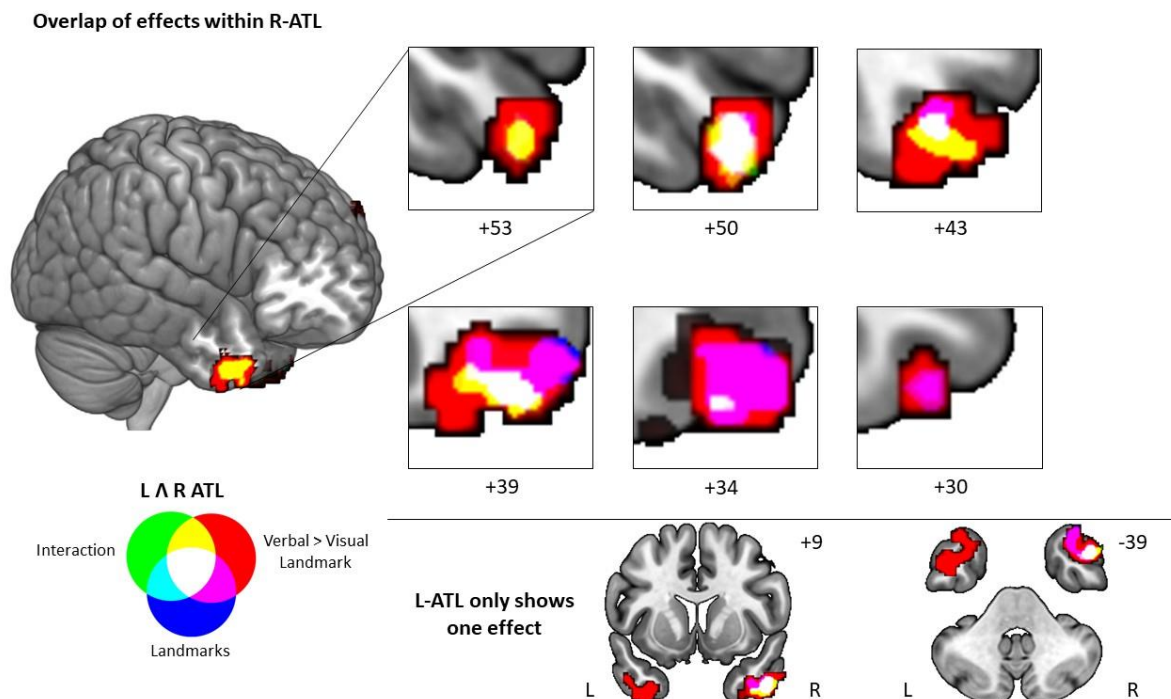 Overlap of effects within R-ATL
+53
+50
+43
+39
+34
+30
L Λ R ATL
Interaction
Verbal > Visual
Landmark
Landmarks
L-ATL only shows
one effect
+9
-39
L
R
L
R